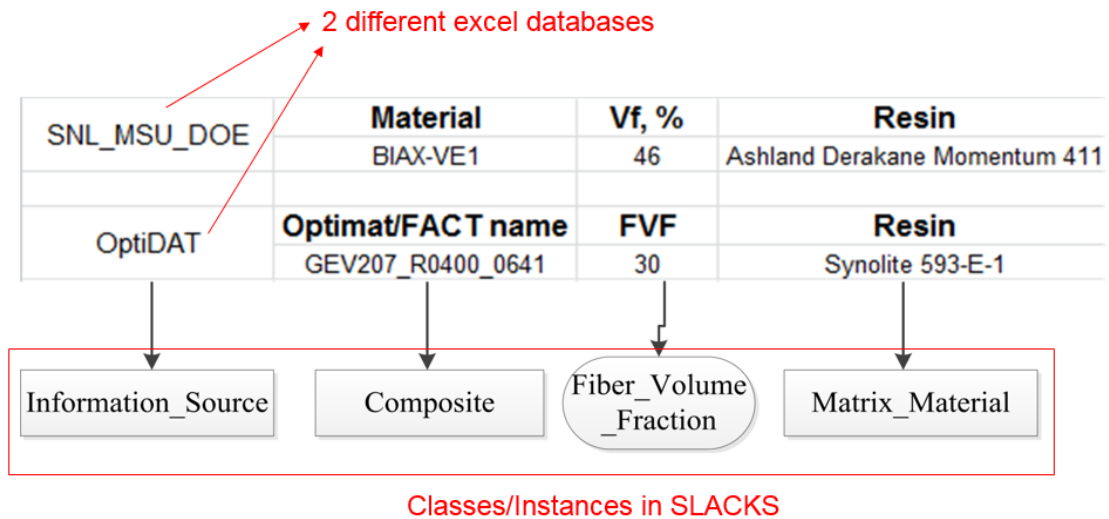 2 different excel databases
SNL_MSU_DOE
Material Vf, % Resin
BIAX-VE1 46 Ashland Derakane Momentum 411
OptiDAT
Optimat/FACT name FVF Resin
GEV207_R0400_0641 30 Synolite 593-E-1
Information_Source
Composite
Fiber_Volume
_Fraction
Matrix_Material
Classes/Instances in SLACKS